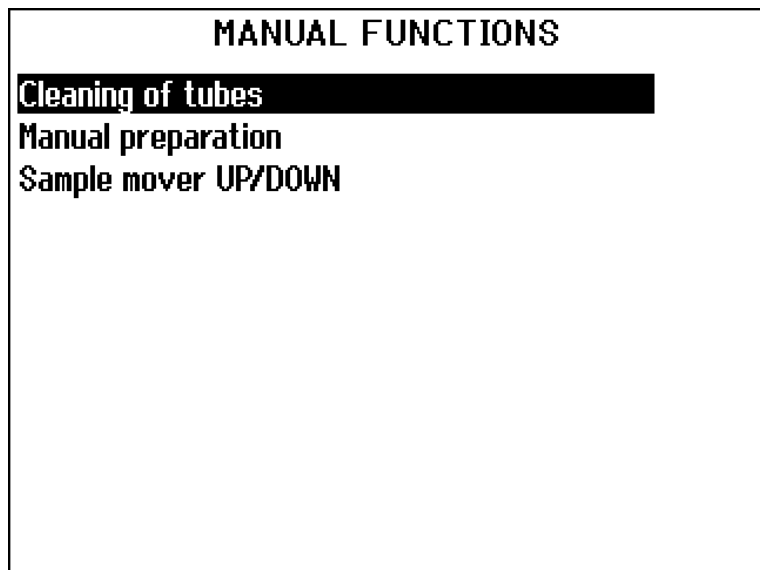 MANUAL FUNCTIONS
Cleaning of tubes
Manual preparation
Sample mover UP/DOWN